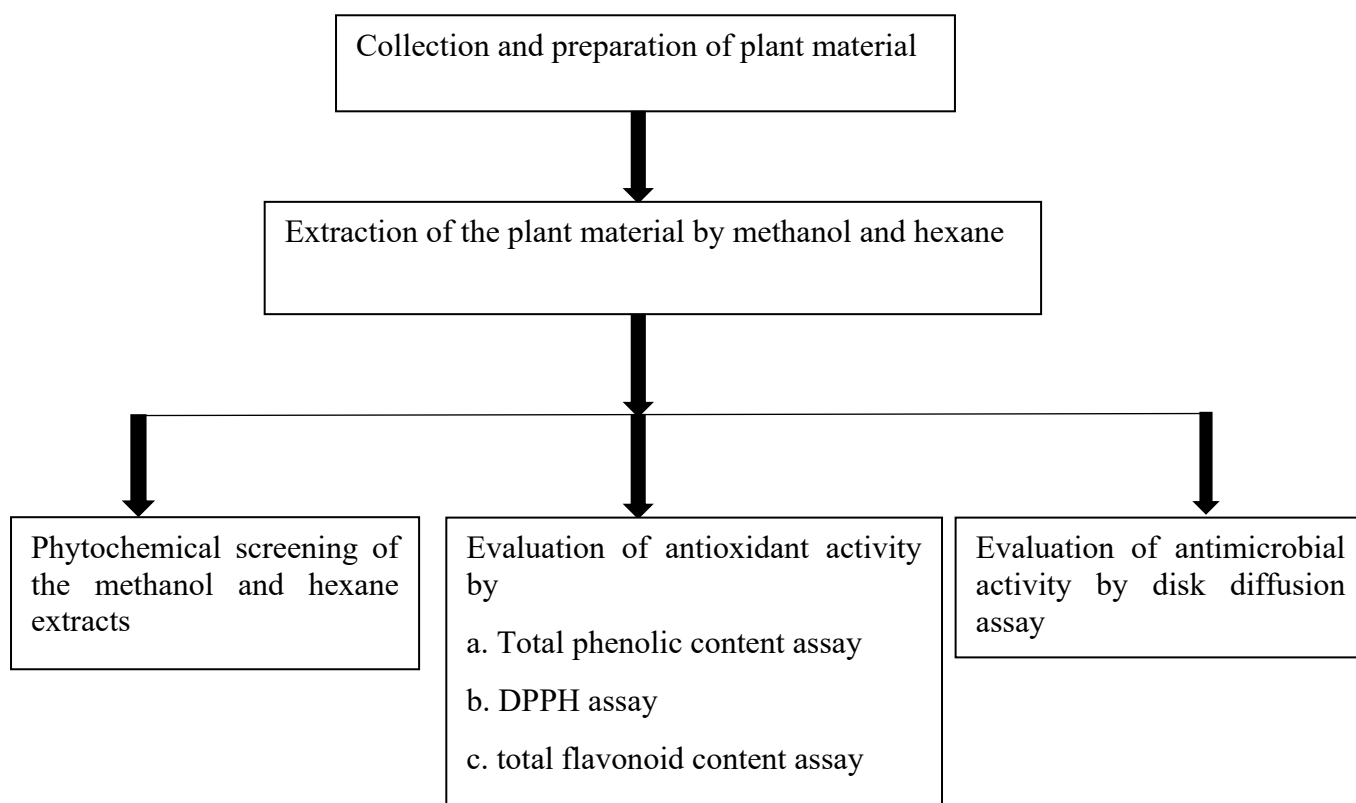 Collection and preparation of plant material
Extraction of the plant material by methanol and hexane
Phytochemical screening of
the methanol and hexane
extracts
Evaluation of antioxidant activity
by
a. Total phenolic content assay
b. DPPH assay
c. total flavonoid content assay
Evaluation of antimicrobial
activity by disk diffusion
assay